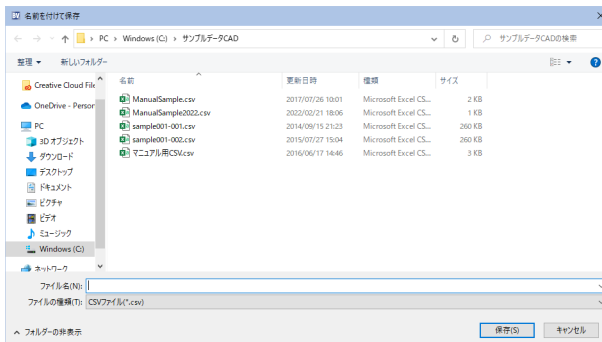 名前を付けて保存
PC > Windows (C:) > サンプルデータCAD
サンプルデータCADの検索
整理 新しいフォルダー
名前 更新日時 種類 サイズ
Creative Cloud File
OneDrive - Person
PC
3D オブジェクト
ダウンロード
デスクトップ
ドキュメント
ピクチャ
ビデオ
ミュージック
Windows (C:)
ネットワーク
ManualSample.csv 2017/07/26 10:01 Microsoft Excel CS... 2 KB
ManualSample2022.csv 2022/02/21 18:06 Microsoft Excel CS... 1 KB
sample001-001.csv 2014/09/15 21:23 Microsoft Excel CS... 260 KB
sample001-002.csv 2015/07/27 15:04 Microsoft Excel CS... 260 KB
マニュアル用CSV.csv 2016/06/17 14:46 Microsoft Excel CS... 3 KB
ファイル名(N):
ファイルの種類(T): CSVファイル(*.csv)
フォルダーの非表示
保存(S) キャンセル